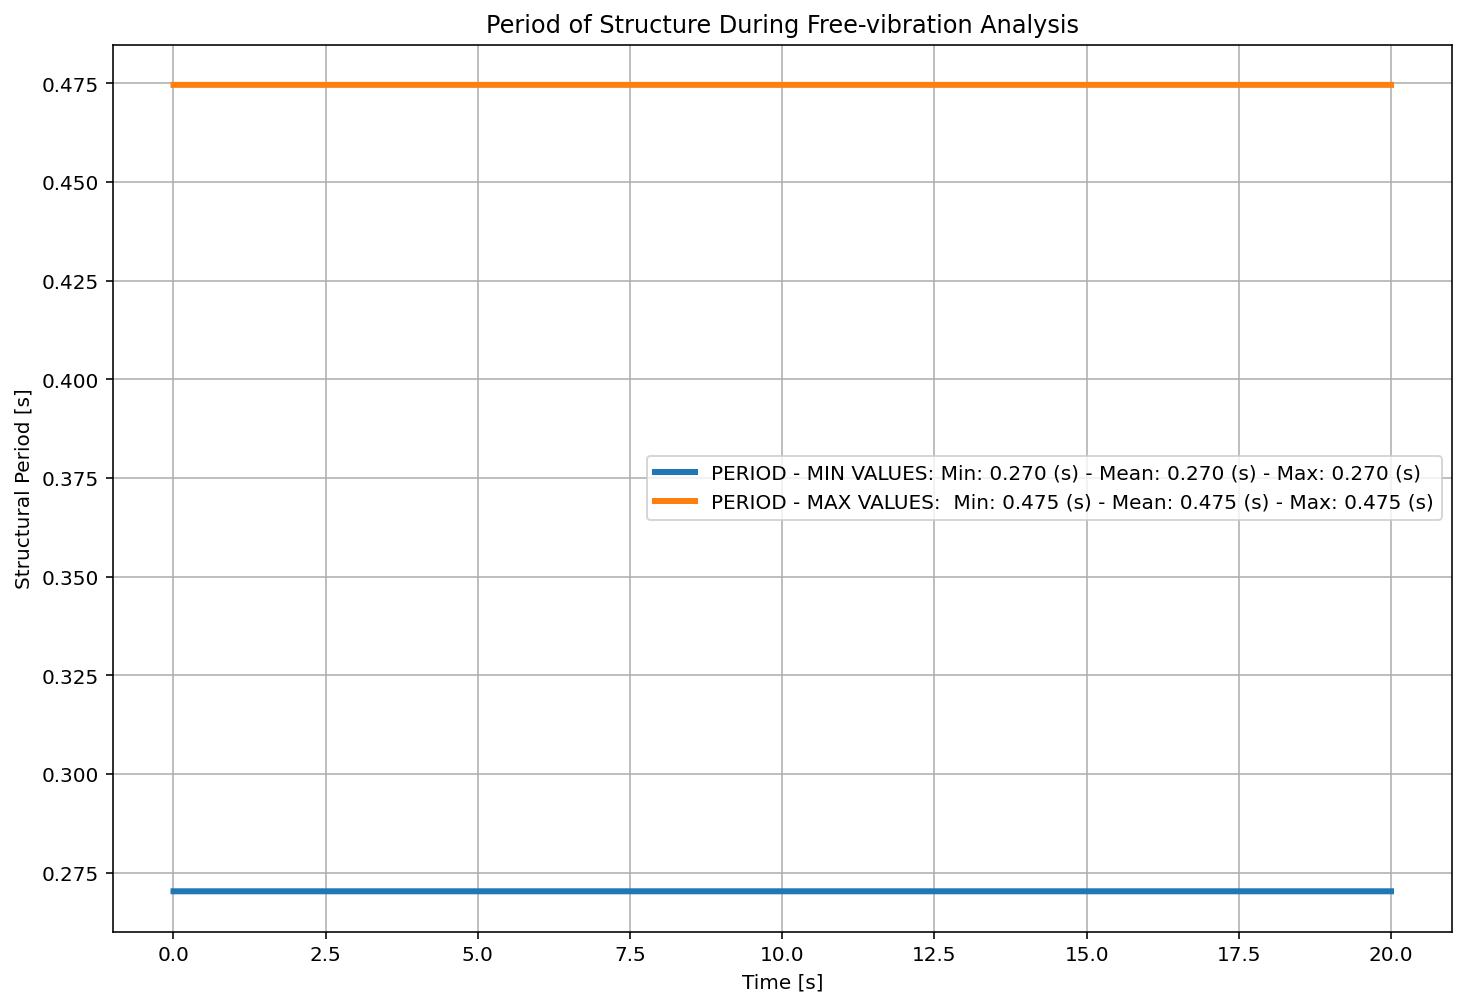 Period of Structure During Free-vibration Analysis
0.475
0.450
0.425
0.400
0.375
0.350
0.325
0.300
0.275
Structural Period [s]
PERIOD - MIN VALUES: Min: 0.270 (s) - Mean: 0.270 (s) - Max: 0.270 (s)
PERIOD - MAX VALUES:  Min: 0.475 (s) - Mean: 0.475 (s) - Max: 0.475 (s)
0.0 2.5 5.0 7.5 10.0 12.5 15.0 17.5 20.0
Time [s]